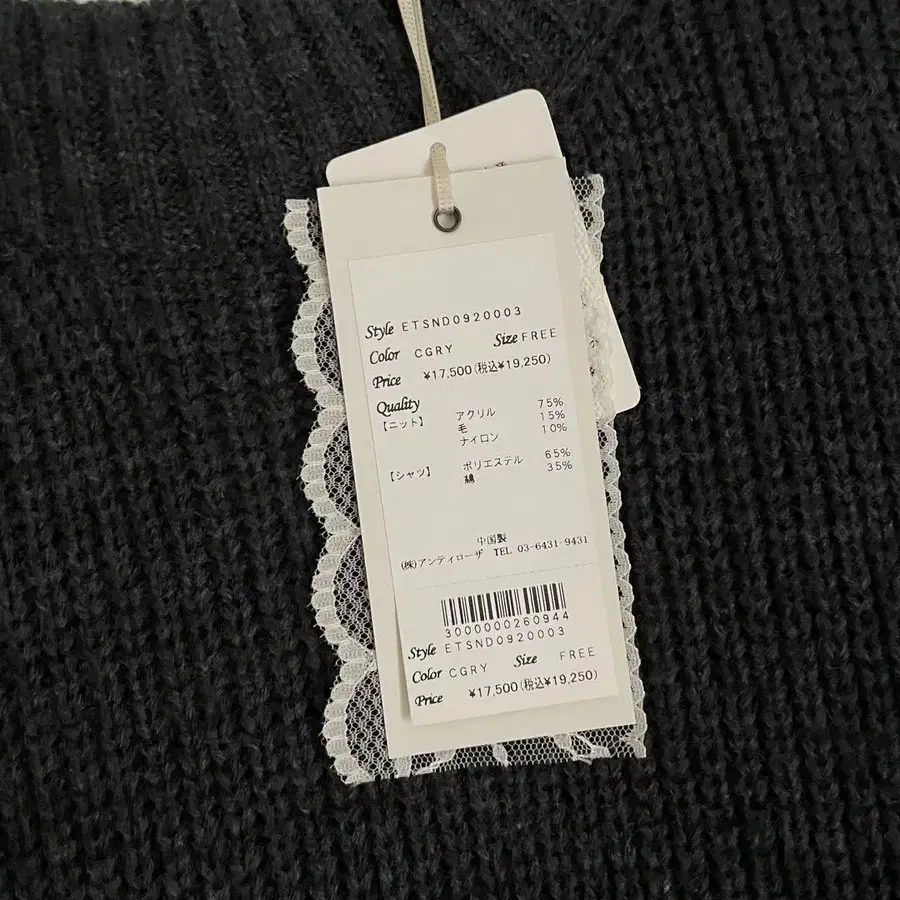 Style ETSND0920003
Color CGRY Size FREE
Price ¥17,500(税込¥19,250)
Quality
【ニット】 アクリル 75%
毛 15%
ナイロン 10%
【シャツ】 ポリエステル 65%
綿 35%
中国製
(株)アンティローザ TEL 03-6431-9431
3000000260944
Style ETSND0920003
Color CGRY Size FREE
Price ¥17,500(税込¥19,250)